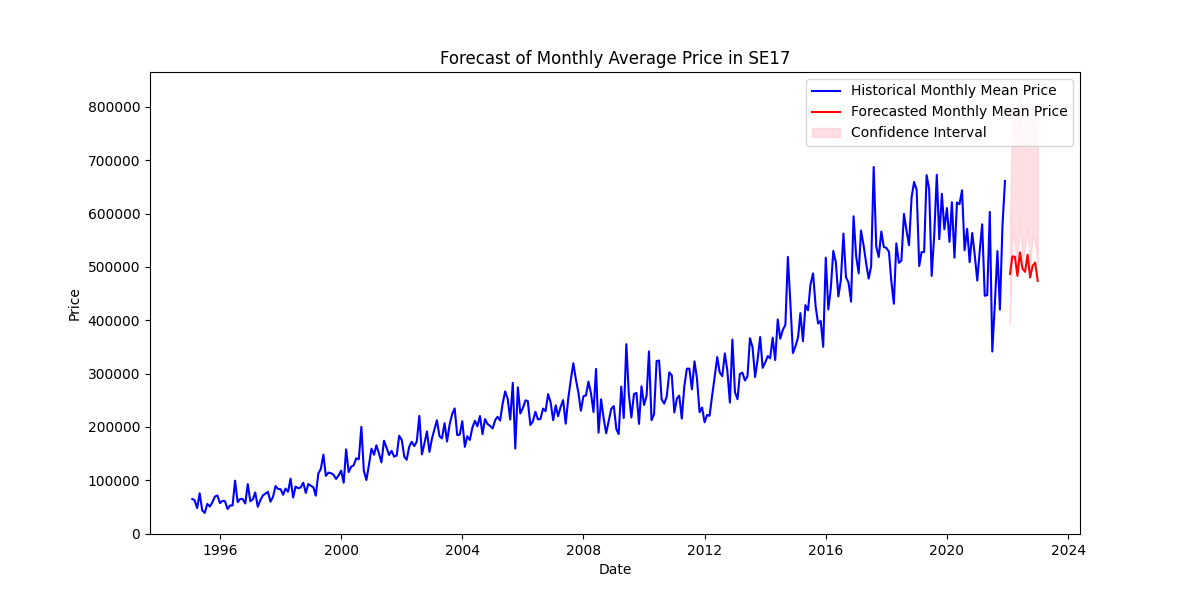 Forecast of Monthly Average Price in SE17
Historical Monthly Mean Price
Forecasted Monthly Mean Price
Confidence Interval
800000
700000
600000
500000
400000
300000
200000
100000
0
Price
1996 2000 2004 2008 2012 2016 2020 2024
Date